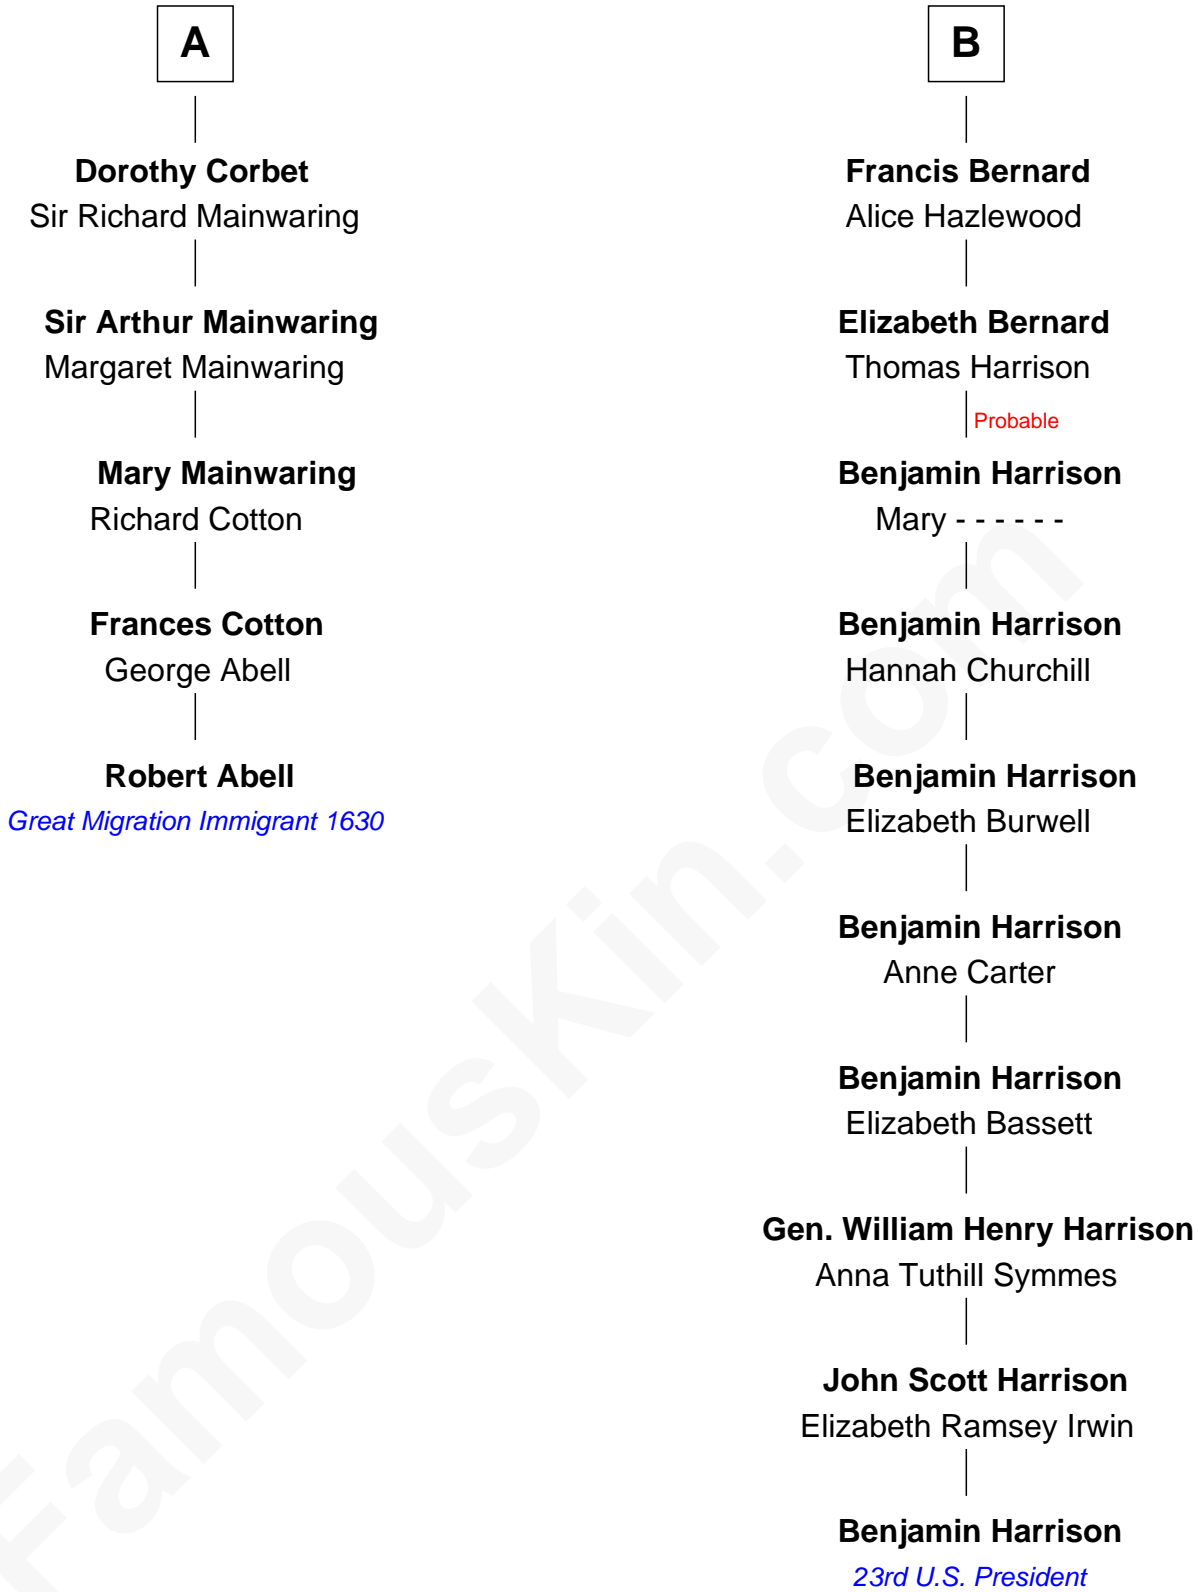 A
Dorothy Corbet
Sir Richard Mainwaring
Sir Arthur Mainwaring
Margaret Mainwaring
Mary Mainwaring
Richard Cotton
Frances Cotton
George Abell
Robert Abell
Great Migration Immigrant 1630
B
Francis Bernard
Alice Hazlewood
Elizabeth Bernard
Thomas Harrison
Probable
Benjamin Harrison
Mary - - - - - -
Benjamin Harrison
Hannah Churchill
Benjamin Harrison
Elizabeth Burwell
Benjamin Harrison
Anne Carter
Benjamin Harrison
Elizabeth Bassett
Gen. William Henry Harrison
Anna Tuthill Symmes
John Scott Harrison
Elizabeth Ramsey Irwin
Benjamin Harrison
23rd U.S. President
FamousKin.com